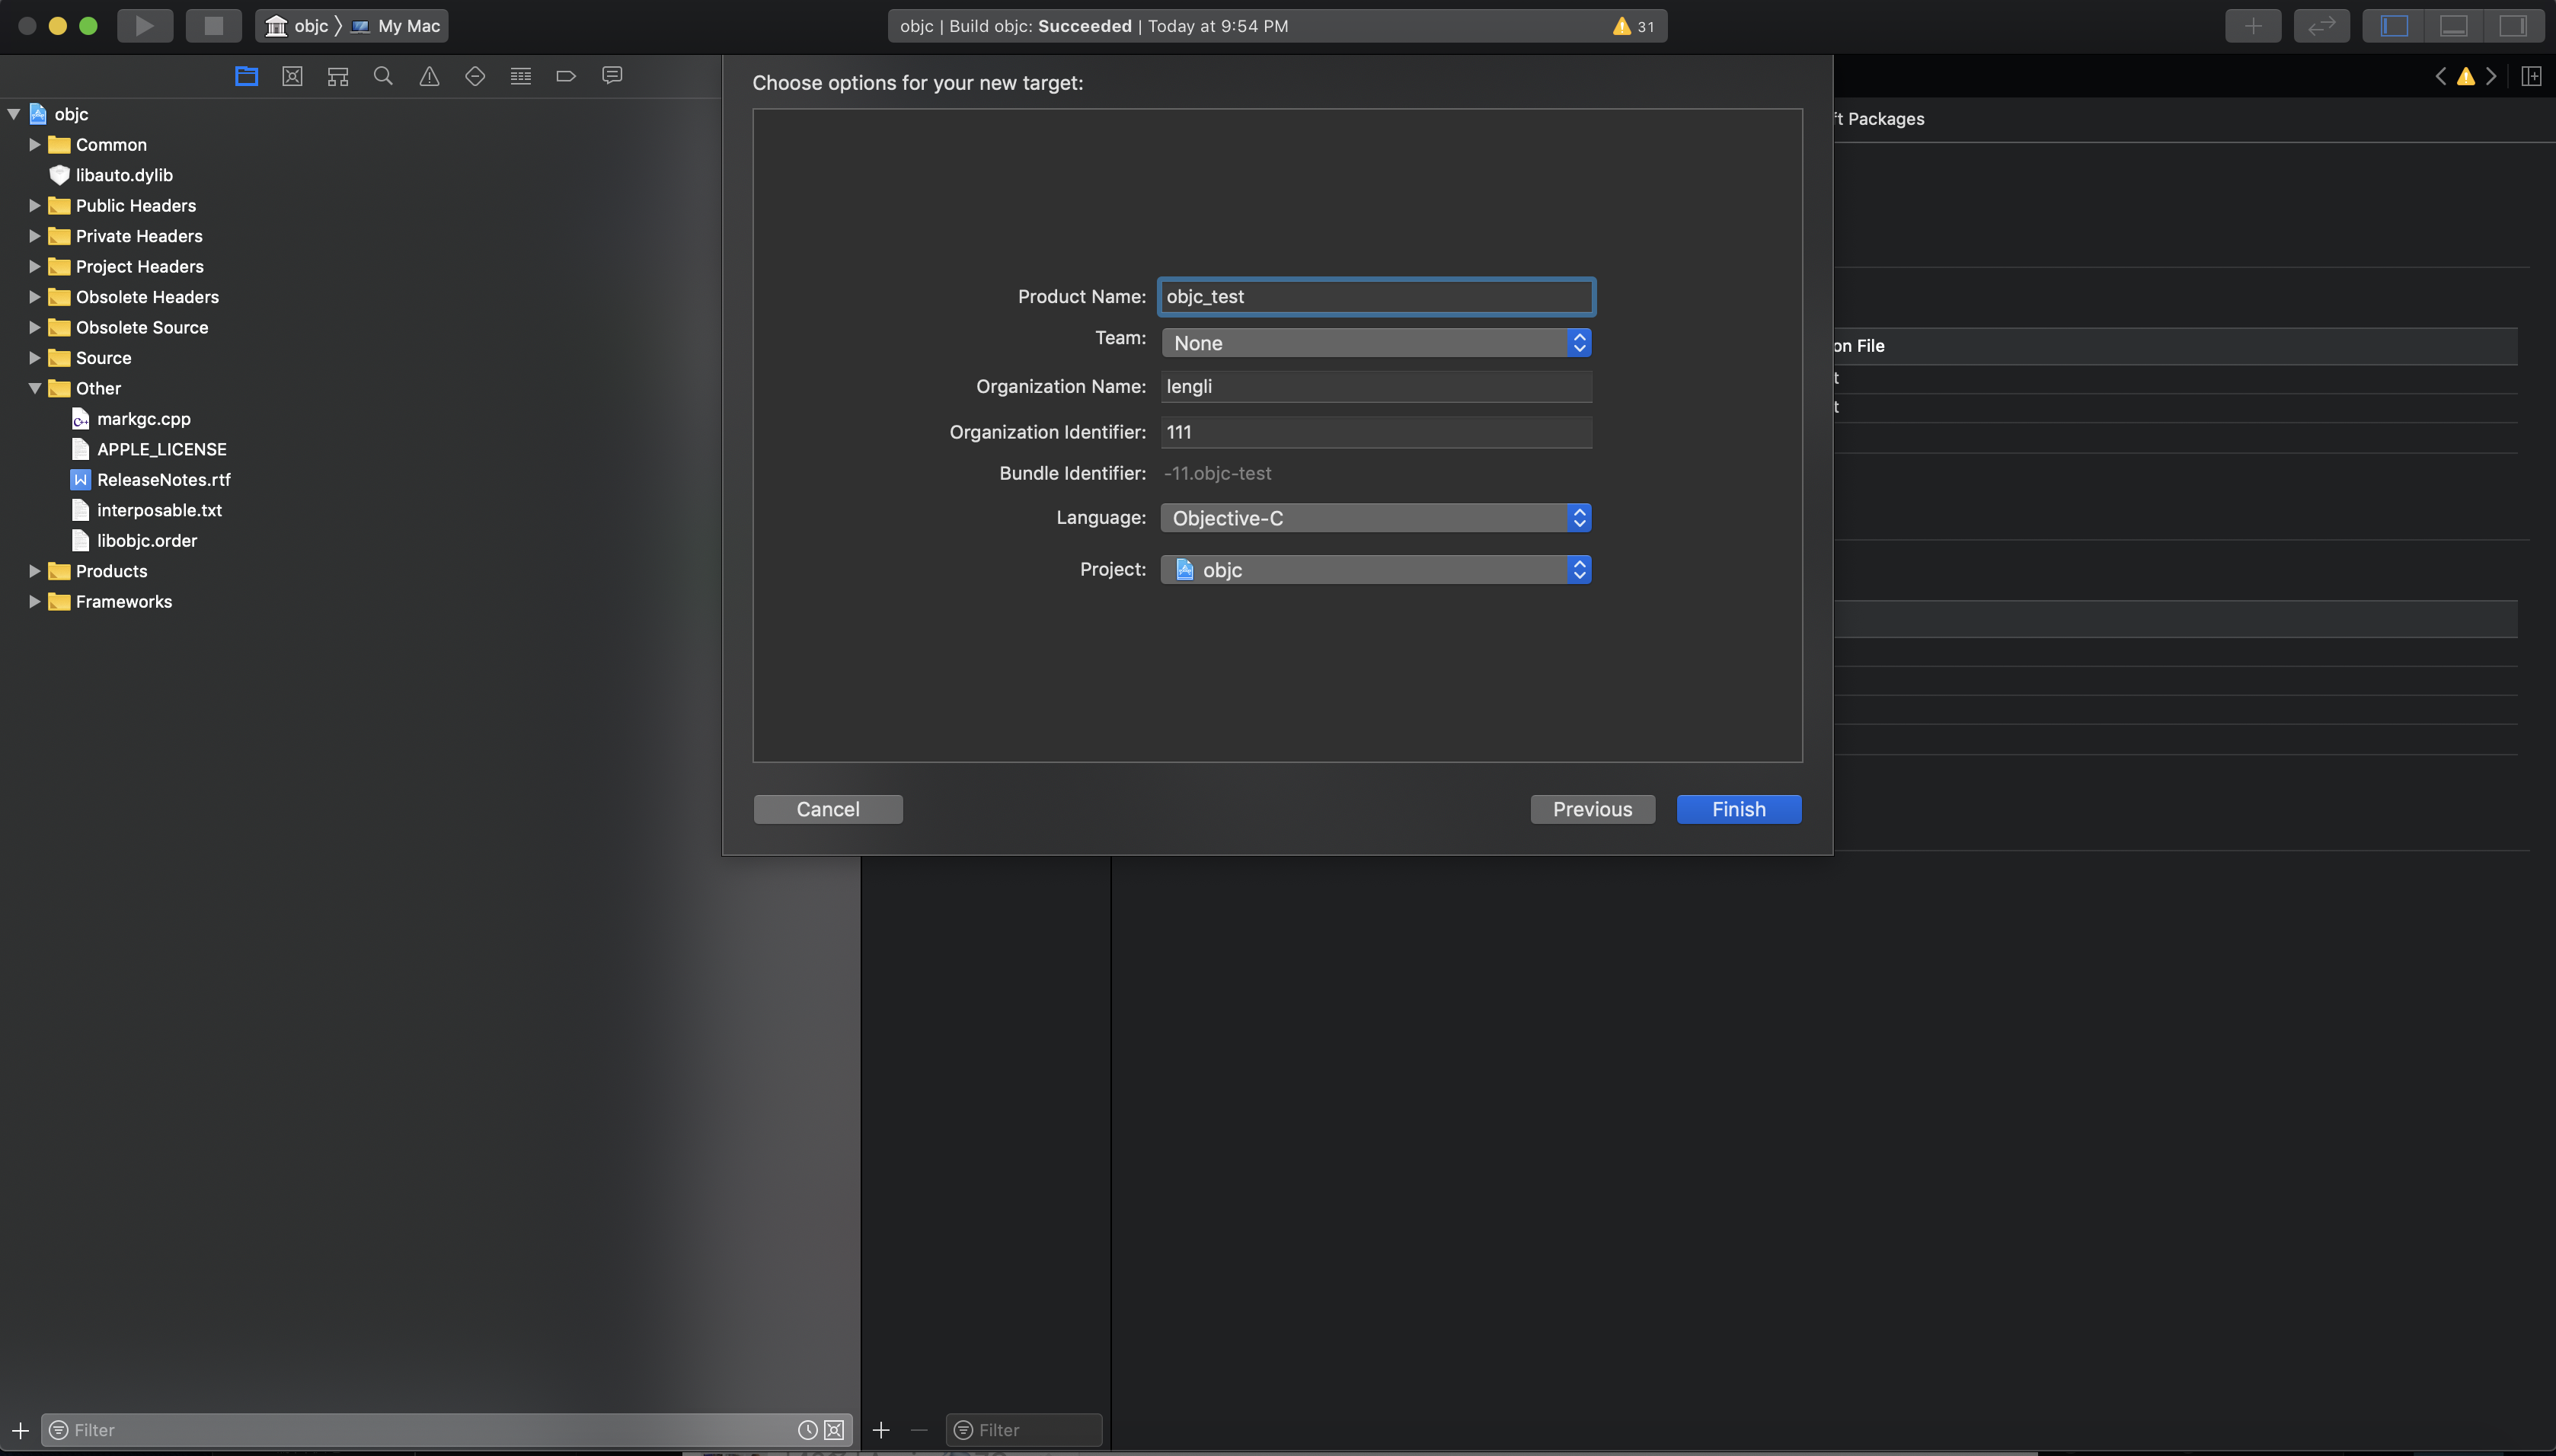 objc 〉 My Mac
objc | Build objc: Succeeded | Today at 9:54 PM
31
objc
Common
libauto.dylib
Public Headers
Private Headers
Project Headers
Obsolete Headers
Obsolete Source
Source
Other
markgc.cpp
APPLE_LICENSE
ReleaseNotes.rtf
interposable.txt
libobjc.order
Products
Frameworks
Choose options for your new target:
Product Name: objc_test
Team: None
Organization Name: lengli
Organization Identifier: 111
Bundle Identifier: -11.objc-test
Language: Objective-C
Project: objc
Cancel
Previous
Finish
ft Packages
on File
t
t
Filter
Filter